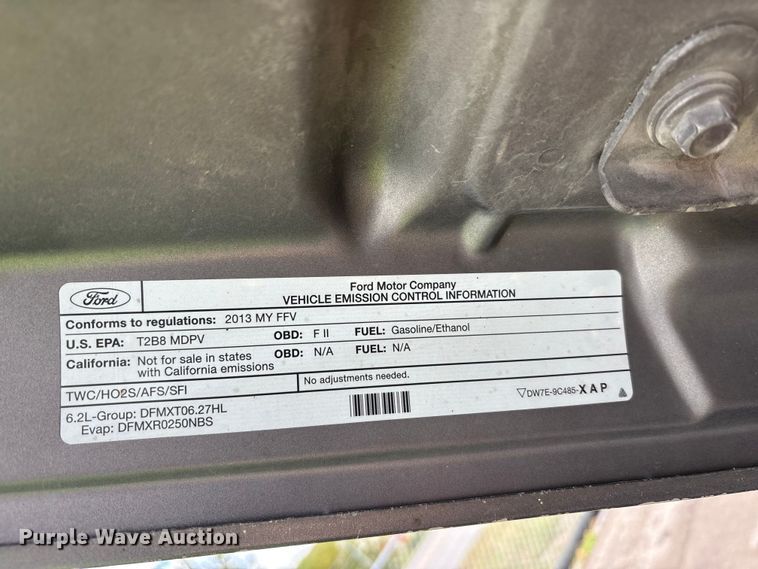 Ford
Ford Motor Company
VEHICLE EMISSION CONTROL INFORMATION
Conforms to regulations: 2013 MY FFV
U.S. EPA: T2B8 MDPV OBD: F II FUEL: Gasoline/Ethanol
California: Not for sale in states with California emissions OBD: N/A FUEL: N/A
TWC/HO2S/AFS/SFI
No adjustments needed.
6.2L-Group: DFMXT06.27HL
Evap: DFMXR0250NBS
DW7E-9C485-XAP
Purple Wave Auction